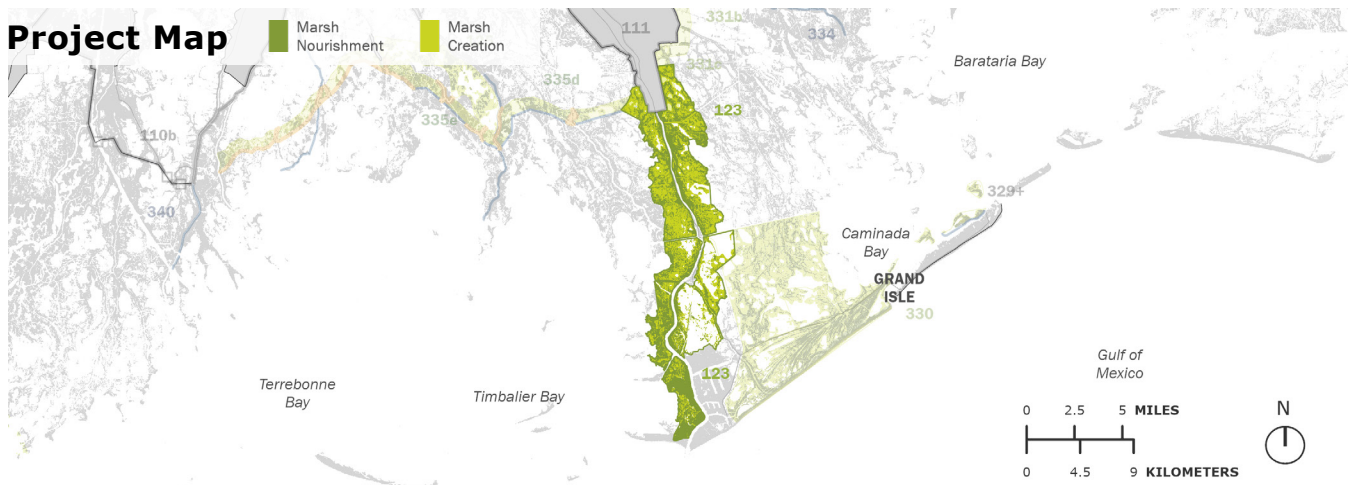 Project Map
Marsh
Nourishment
Marsh
Creation
111
331b
334
Barataria Bay
335d
123
335e
110b
329+
340
Caminada
Bay
GRAND
ISLE
330
Gulf of
Mexico
123
Terrebonne
Bay
Timbalier Bay
0 2.5 5 MILES
0 4.5 9 KILOMETERS
N